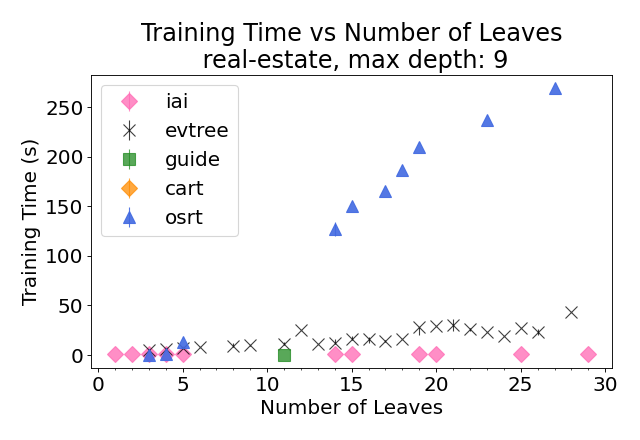 Training Time vs Number of Leaves
real-estate, max depth: 9
Training Time (s)
250
200
150
100
50
0
iai
evtree
guide
cart
osrt
0 5 10 15 20 25 30
Number of Leaves